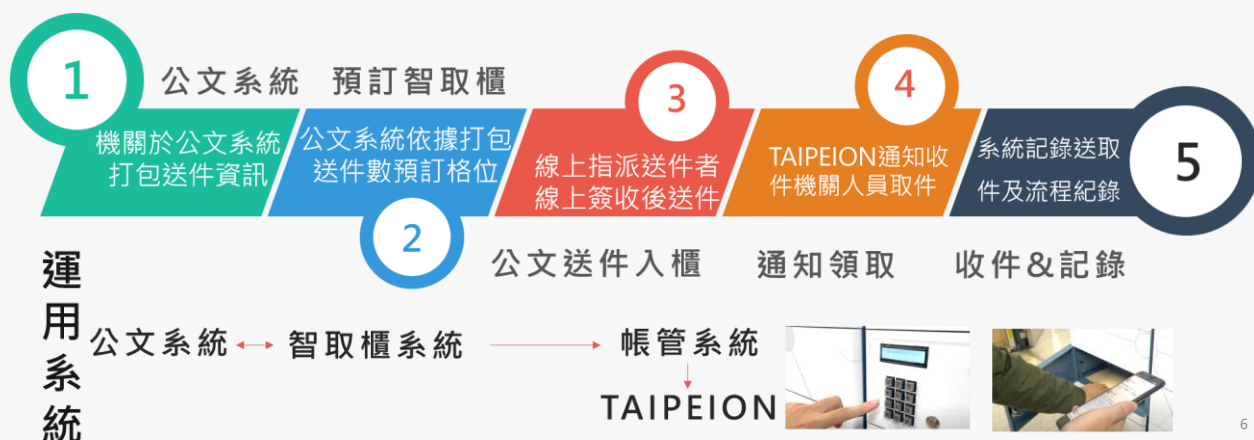 1
公文系統
預訂智取櫃
3
4
機關於公文系統
打包送件資訊
公文系統依據打包
送件數預訂格位
線上指派送件者
線上簽收後送件
TAIPEION通知收
件機關人員取件
系統記錄送取
件及流程紀錄
5
2
公文送件入櫃
通知領取
收件&記錄
運用系統
公文系統
智取櫃系統
帳管系統
TAIPEION
6